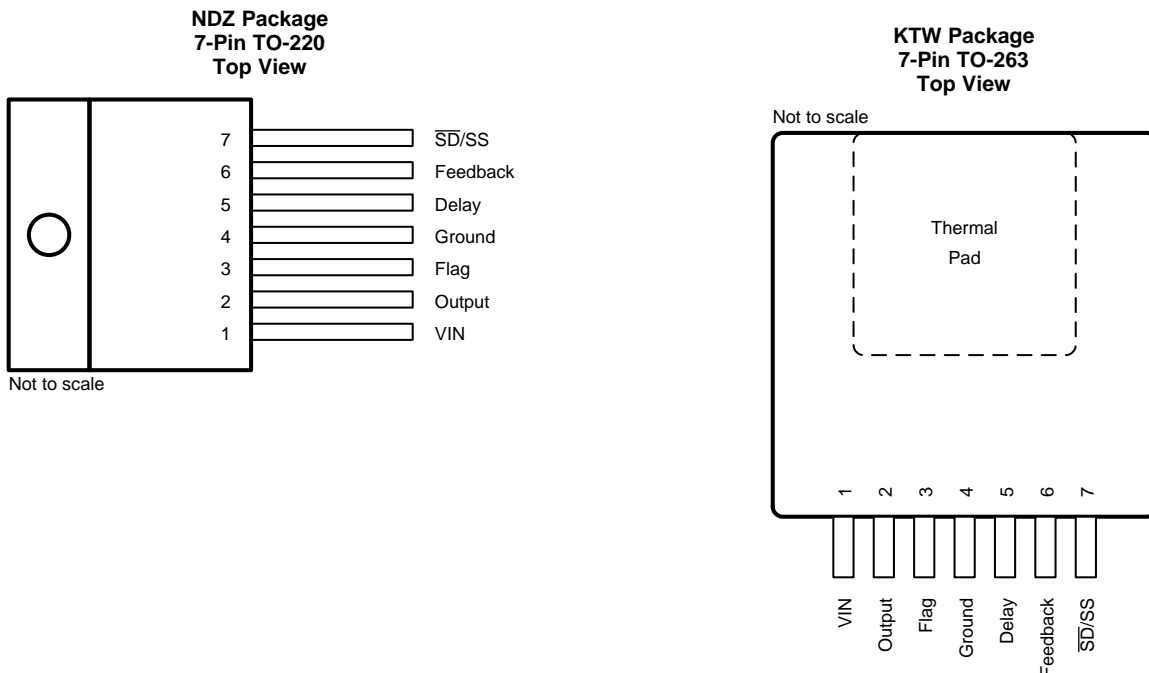 NDZ Package
7-Pin TO-220
Top View
7 S̅D̅/SS
6 Feedback
5 Delay
4 Ground
3 Flag
2 Output
1 VIN
Not to scale
KTW Package
7-Pin TO-263
Top View
Not to scale
Thermal
Pad
1 2 3 4 5 6 7
VIN
Output
Flag
Ground
Delay
Feedback
S̅D̅/SS